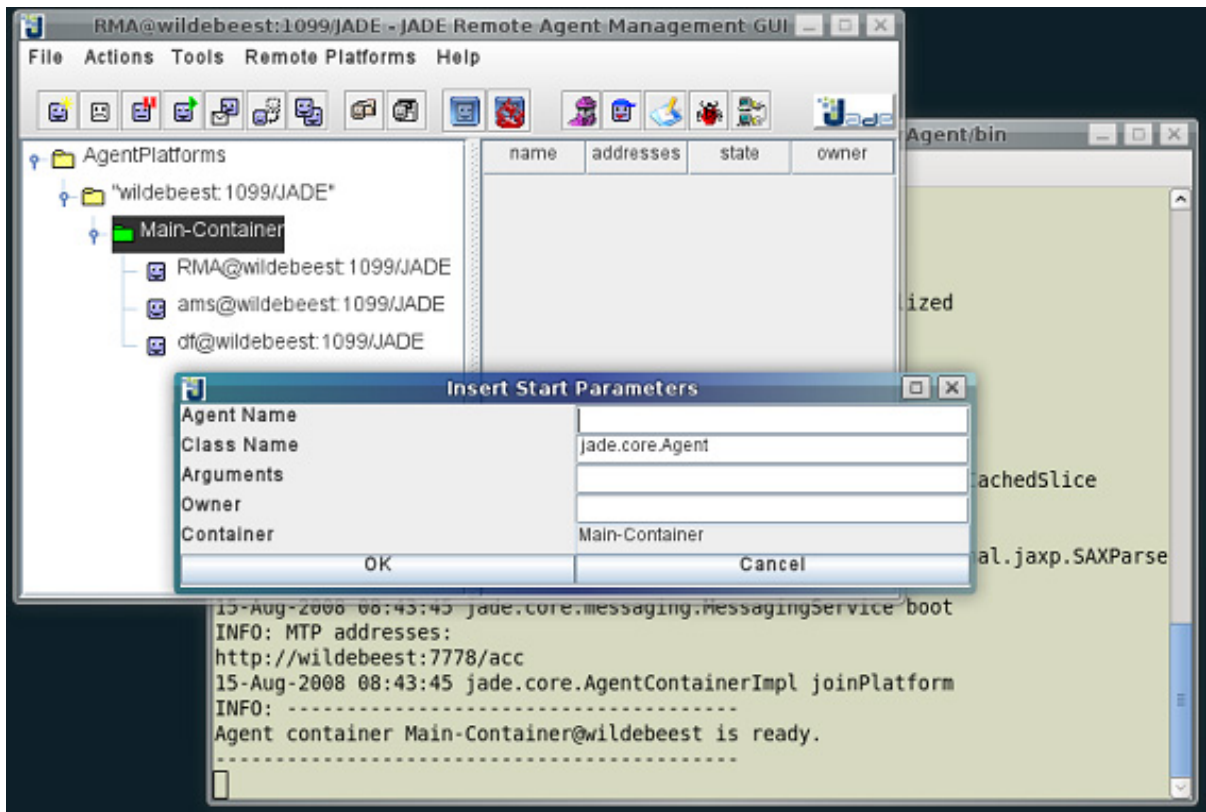 RMA@wildebeest:1099/JADE - JADE Remote Agent Management GUI
File Actions Tools Remote Platforms Help
Jade
AgentPlatforms
"wildebeest:1099/JADE"
Main-Container
RMA@wildebeest:1099/JADE
ams@wildebeest:1099/JADE
df@wildebeest:1099/JADE
name addresses state owner
Agent/bin
ized
achedSlice
al.jaxp.SAXParse
Insert Start Parameters
Agent Name
Class Name jade.core.Agent
Arguments
Owner
Container Main-Container
OK Cancel
15-Aug-2008 08:43:45 jade.core.messaging.MessagingService boot
INFO: MTP addresses:
http://wildebeest:7778/acc
15-Aug-2008 08:43:45 jade.core.AgentContainerImpl joinPlatform
INFO: --------------------------------------
Agent container Main-Container@wildebeest is ready.
--------------------------------------------